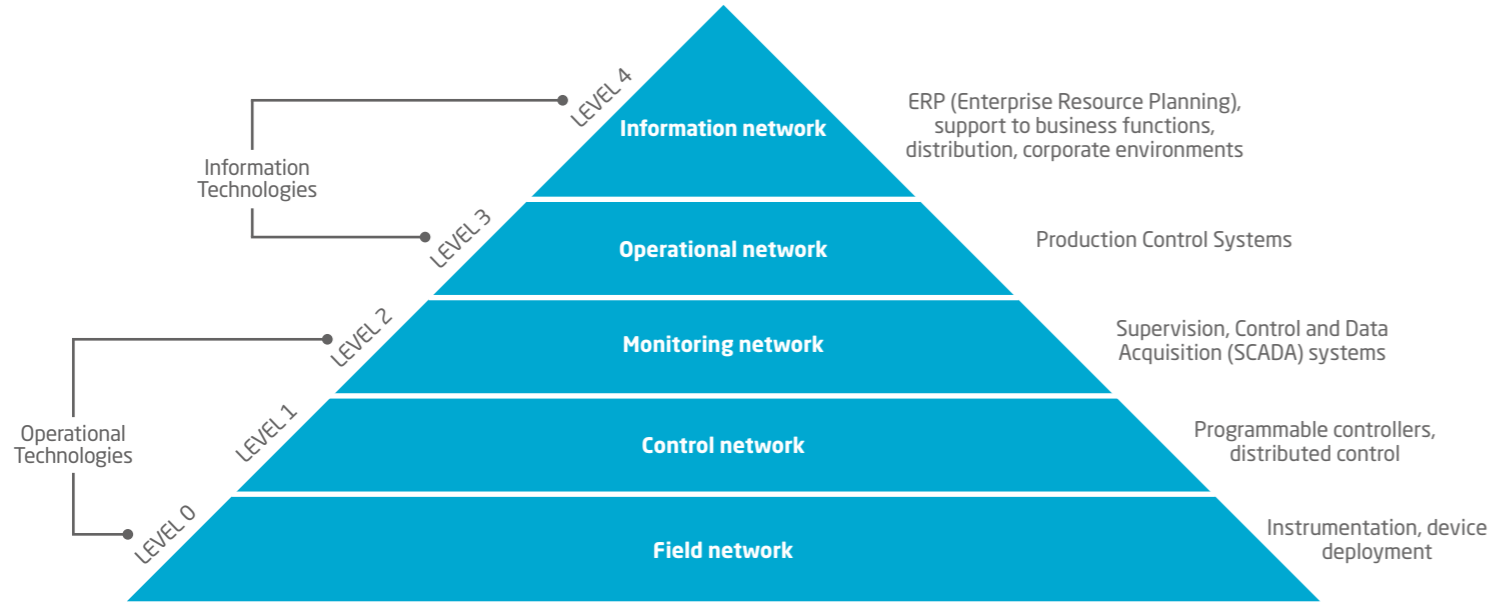 LEVEL 4
Information network
ERP (Enterprise Resource Planning),
support to business functions,
distribution, corporate environments
Information
Technologies
LEVEL 3
Operational network
Production Control Systems
LEVEL 2
Monitoring network
Supervision, Control and Data
Acquisition (SCADA) systems
Operational
Technologies
LEVEL 1
Control network
Programmable controllers,
distributed control
LEVEL 0
Field network
Instrumentation, device
deployment